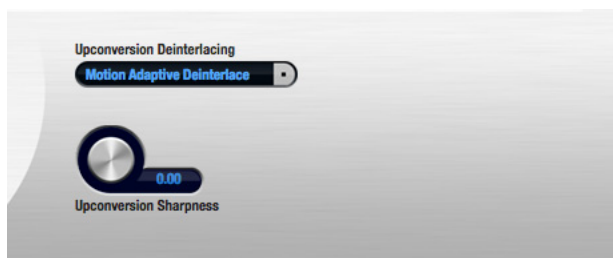 Upconversion Deinterlacing
Motion Adaptive Deinterlace
0.00
Upconversion Sharpness